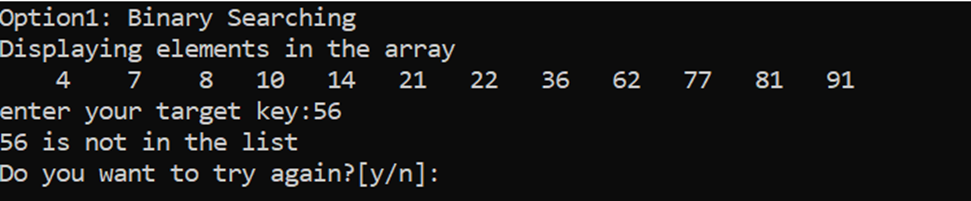 Option1: Binary Searching
Displaying elements in the array
4 7 8 10 14 21 22 36 62 77 81 91
enter your target key:56
56 is not in the list
Do you want to try again?[y/n]: